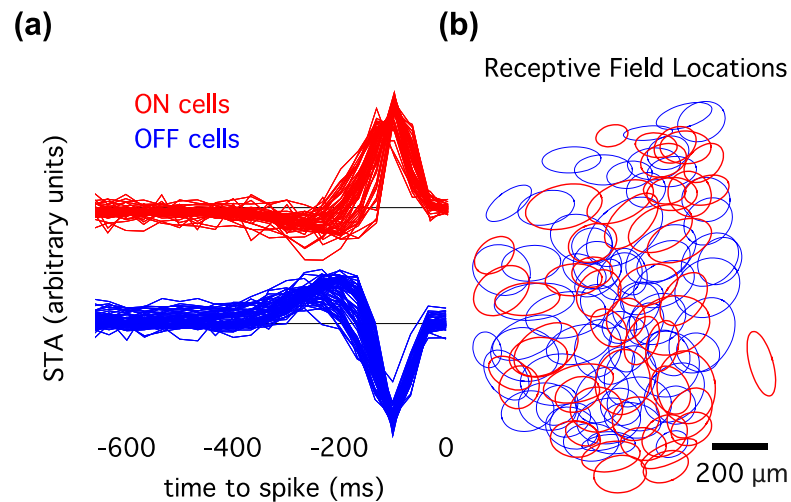 (a)
ON cells
OFF cells
STA (arbitrary units)
-600
-400
-200
0
time to spike (ms)
(b)
Receptive Field Locations
200 μm